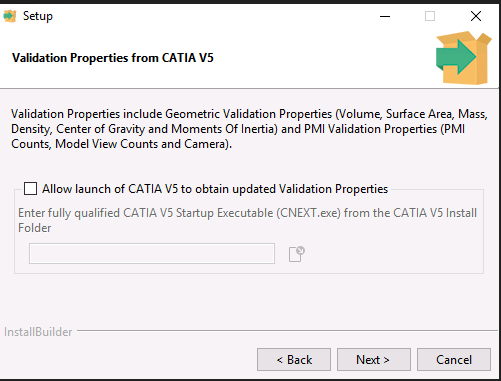 Setup
Validation Properties from CATIA V5
Validation Properties include Geometric Validation Properties (Volume, Surface Area, Mass,
Density, Center of Gravity and Moments Of Inertia) and PMI Validation Properties (PMI
Counts, Model View Counts and Camera).
Allow launch of CATIA V5 to obtain updated Validation Properties
Enter fully qualified CATIA V5 Startup Executable (CNEXT.exe) from the CATIA V5 Install
Folder
InstallBuilder
< Back Next > Cancel